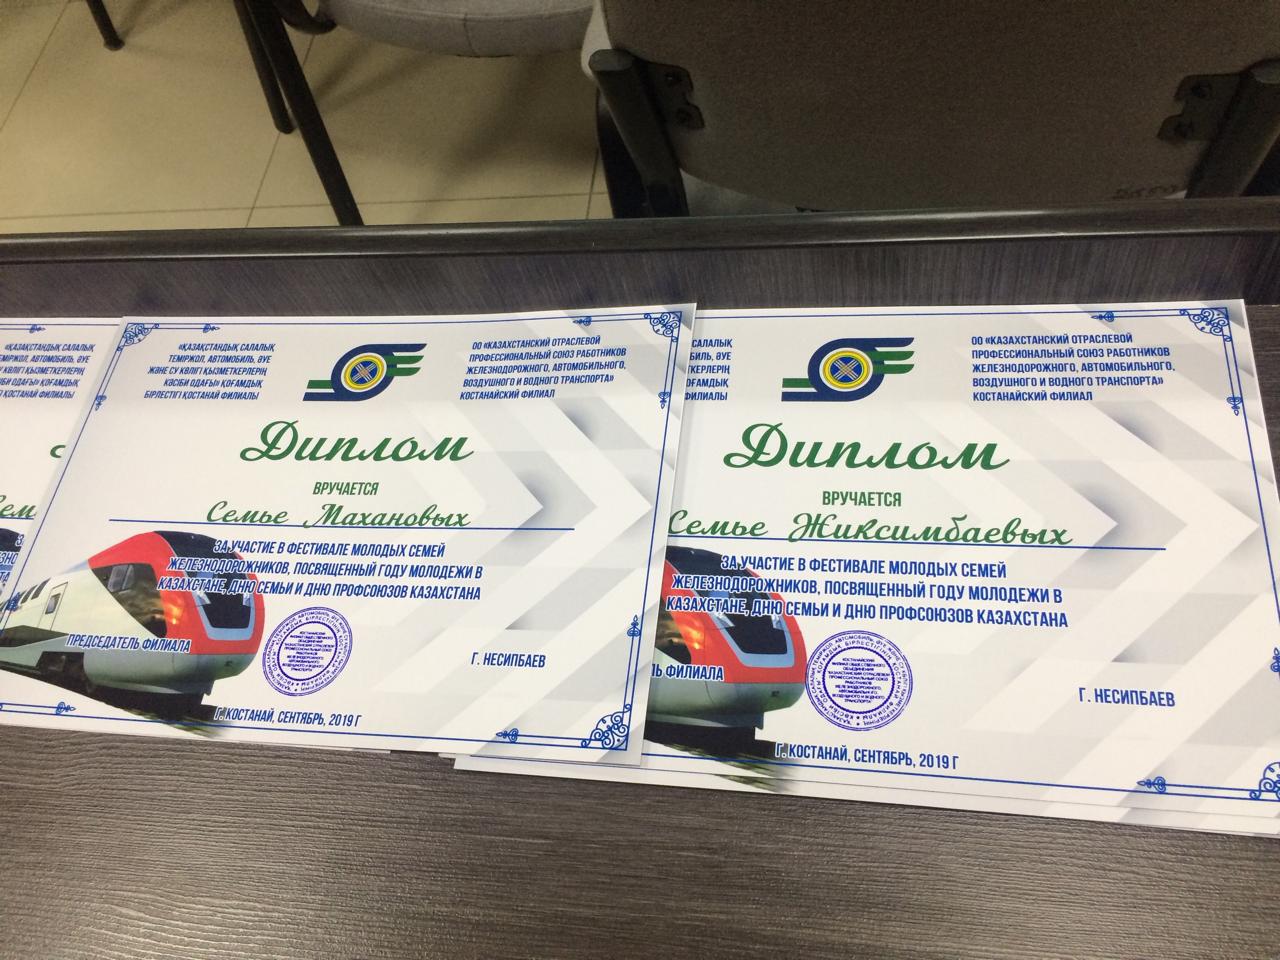 «ҚАЗАҚСТАНДЫҚ САЛАЛЫҚ
ТЕМІРЖОЛ, АВТОМОБИЛЬ, ӘУЕ
ЖӘНЕ СУ КӨЛІГІ ҚЫЗМЕТКЕРЛЕРІҢ
КӘСІБИ ОДАҒЫ» ҚОҒАМДЫҚ
БІРЛЕСТІГІ ҚОСТАНАЙ ФИЛИАЛЫ
ОО «КАЗАХСТАНСКИЙ ОТРАСЛЕВОЙ
ПРОФЕССИОНАЛЬНЫЙ СОЮЗ РАБОТНИКОВ
ЖЕЛЕЗНОДОРОЖНОГО, АВТОМОБИЛЬНОГО,
ВОЗДУШНОГО И ВОДНОГО ТРАНСПОРТА»
КОСТАНАЙСКИЙ ФИЛИАЛ
Диплом
ВРУЧАЕТСЯ
Семье Махановых
ЗА УЧАСТИЕ В ФЕСТИВАЛЕ МОЛОДЫХ СЕМЕЙ
ЖЕЛЕЗНОДОРОЖНИКОВ, ПОСВЯЩЕННЫЙ ГОДУ МОЛОДЕЖИ В
КАЗАХСТАНЕ, ДНЮ СЕМЬИ И ДНЮ ПРОФСОЮЗОВ КАЗАХСТАНА
ПРЕДСЕДАТЕЛЬ ФИЛИАЛА
Г. НЕСИПБАЕВ
Г. КОСТАНАЙ, СЕНТЯБРЬ, 2019 Г
ОО «КАЗАХСТАНСКИЙ ОТРАСЛЕВОЙ
ПРОФЕССИОНАЛЬНЫЙ СОЮЗ РАБОТНИКОВ
ЖЕЛЕЗНОДОРОЖНОГО, АВТОМОБИЛЬНОГО,
ВОЗДУШНОГО И ВОДНОГО ТРАНСПОРТА»
КОСТАНАЙСКИЙ ФИЛИАЛ
Диплом
ВРУЧАЕТСЯ
Семье Жиксимбаевых
ЗА УЧАСТИЕ В ФЕСТИВАЛЕ МОЛОДЫХ СЕМЕЙ
ЖЕЛЕЗНОДОРОЖНИКОВ, ПОСВЯЩЕННЫЙ ГОДУ МОЛОДЕЖИ В
КАЗАХСТАНЕ, ДНЮ СЕМЬИ И ДНЮ ПРОФСОЮЗОВ КАЗАХСТАНА
ФИЛИАЛА
Г. НЕСИПБАЕВ
Г. КОСТАНАЙ, СЕНТЯБРЬ, 2019 Г